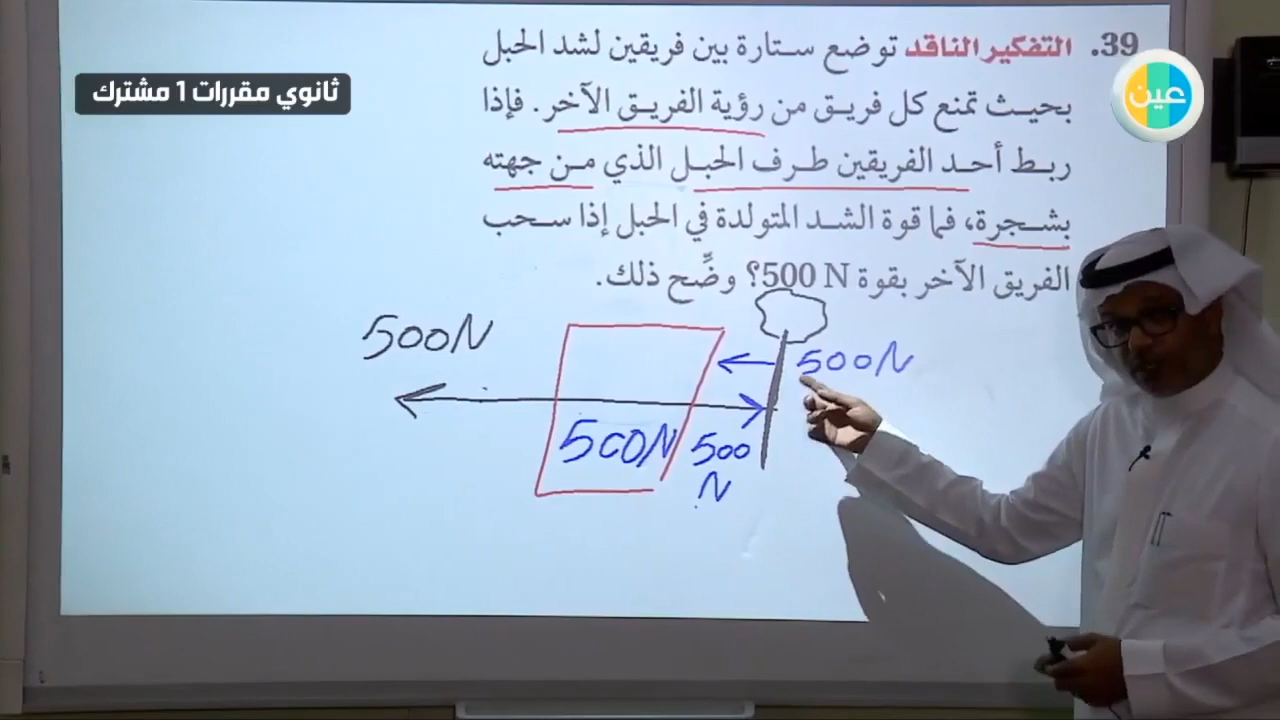 39. التفكير الناقد توضع ستارة بين فريقين لشد الحبل
بحيث تمنع كل فريق من رؤية الفريق الآخر. فإذا
ربط أحد الفريقين طرف الحبل الذي من جهته
بشجرة، فما قوة الشد المتولدة في الحبل إذا سحب
الفريق الآخر بقوة 500 N؟ وضِّح ذلك.
ثانوي مقررات 1 مشترك
عين
500N
500N
500N
500
N